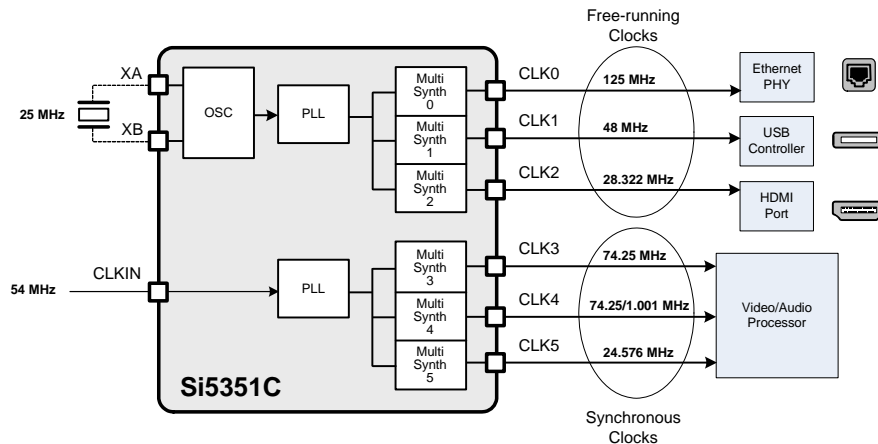 Free-running
Clocks
XA
25 MHz
XB
OSC
PLL
Multi
Synth
0
Multi
Synth
1
Multi
Synth
2
CLK0
125 MHz
Ethernet
PHY
CLK1
48 MHz
USB
Controller
CLK2
28.322 MHz
HDMI
Port
CLKIN
54 MHz
PLL
Multi
Synth
3
Multi
Synth
4
Multi
Synth
5
CLK3
74.25 MHz
CLK4
74.25/1.001 MHz
Video/Audio
Processor
CLK5
24.576 MHz
Si5351C
Synchronous
Clocks